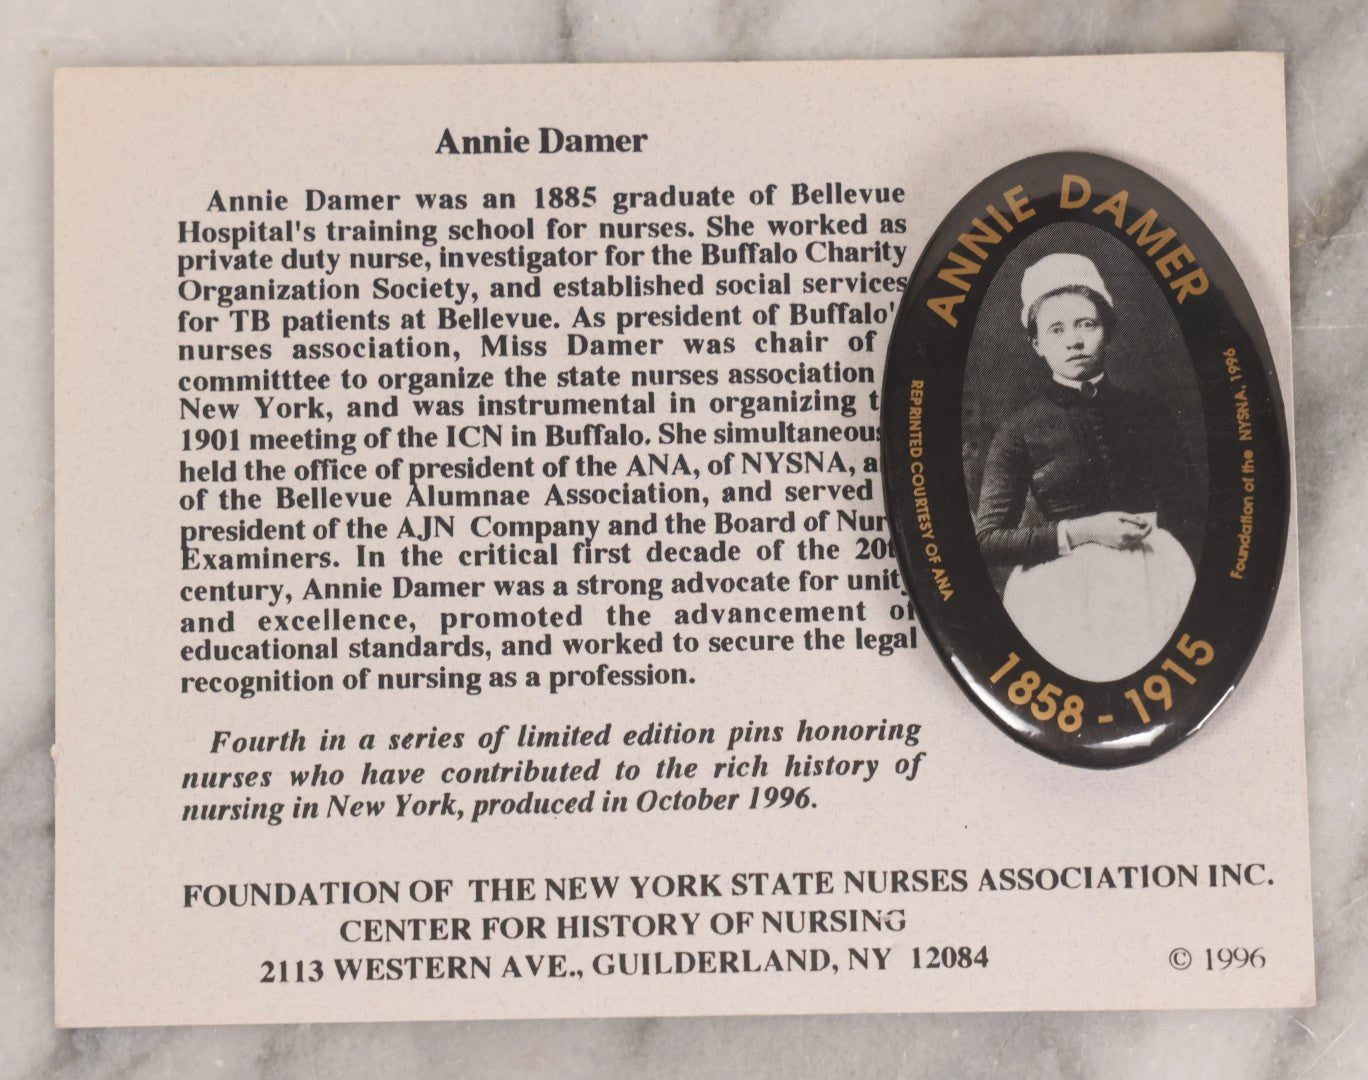 Annie Damer
Annie Damer was an 1885 graduate of Bellevue
Hospital's training school for nurses. She worked as
private duty nurse, investigator for the Buffalo Charity
Organization Society, and established social services
for TB patients at Bellevue. As president of Buffalo'
nurses association, Miss Damer was chair of
committtee to organize the state nurses association
New York, and was instrumental in organizing
1901 meeting of the ICN in Buffalo. She simultaneous
held the office of president of the ANA, of NYSNA,
of the Bellevue Alumnae Association, and served
president of the AJN Company and the Board of
Examiners. In the critical first decade of the 20
century, Annie Damer was a strong advocate for unity
and excellence, promoted the advancement of
educational standards, and worked to secure the legal
recognition of nursing as a profession.
Fourth in a series of limited edition pins honoring
nurses who have contributed to the rich history of
nursing in New York, produced in October 1996.
FOUNDATION OF THE NEW YORK STATE NURSES ASSOCIATION INC.
CENTER FOR HISTORY OF NURSING
2113 WESTERN AVE., GUILDERLAND, NY 12084
© 1996
ANNIE DAMER
REPRINTED COURTESY OF ANA
Foundation of the NYSNA, 1996
1858 - 1915